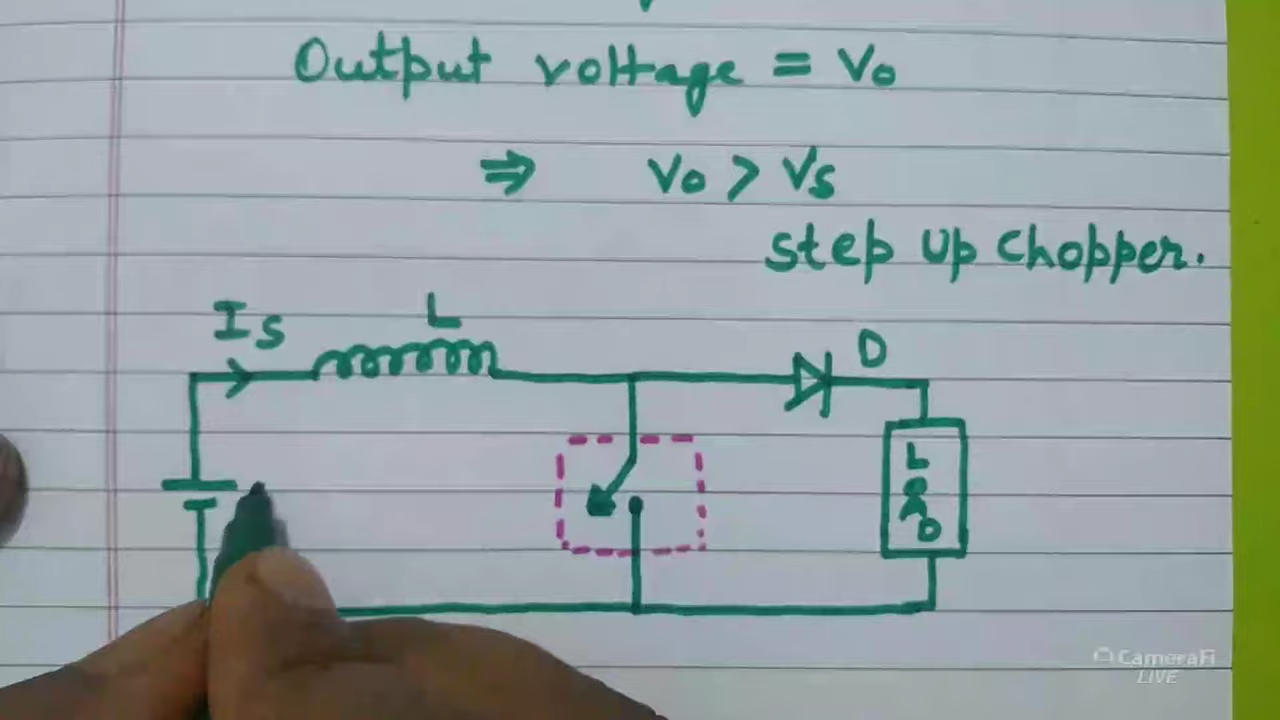 Output voltage = Vo
⇒ Vo > Vs
step up chopper.
Is
L
D
LOAD
CameraFi
LIVE